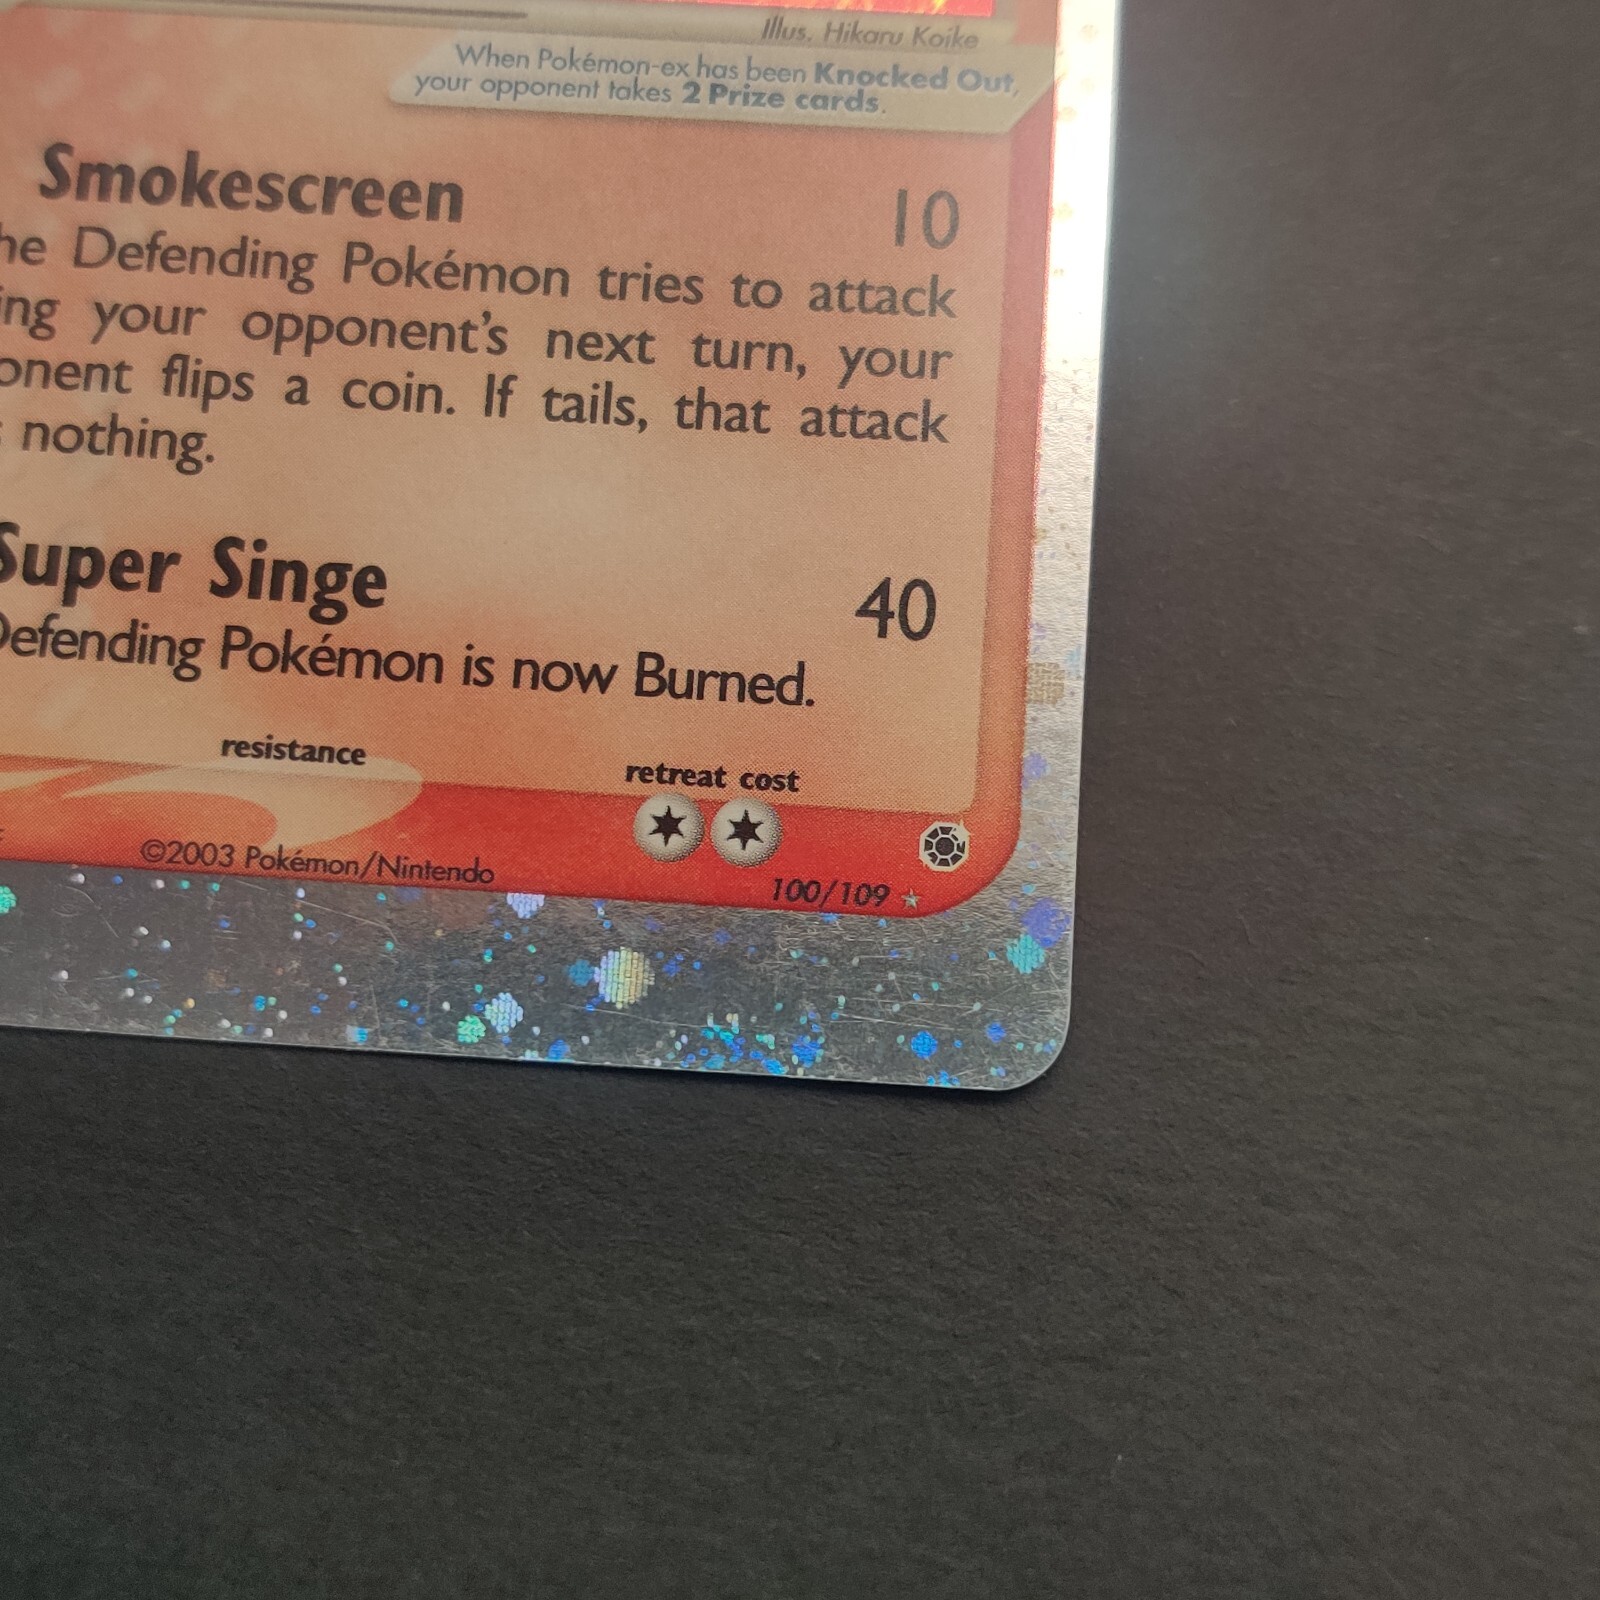 Illus. Hikaru Koike
When Pokémon-ex has been Knocked Out,
your opponent takes 2 Prize cards.
Smokescreen 10
he Defending Pokémon tries to attack
ing your opponent's next turn, your
onent flips a coin. If tails, that attack
nothing.
Super Singe 40
Defending Pokémon is now Burned.
resistance
retreat cost
©2003 Pokémon/Nintendo
100/109